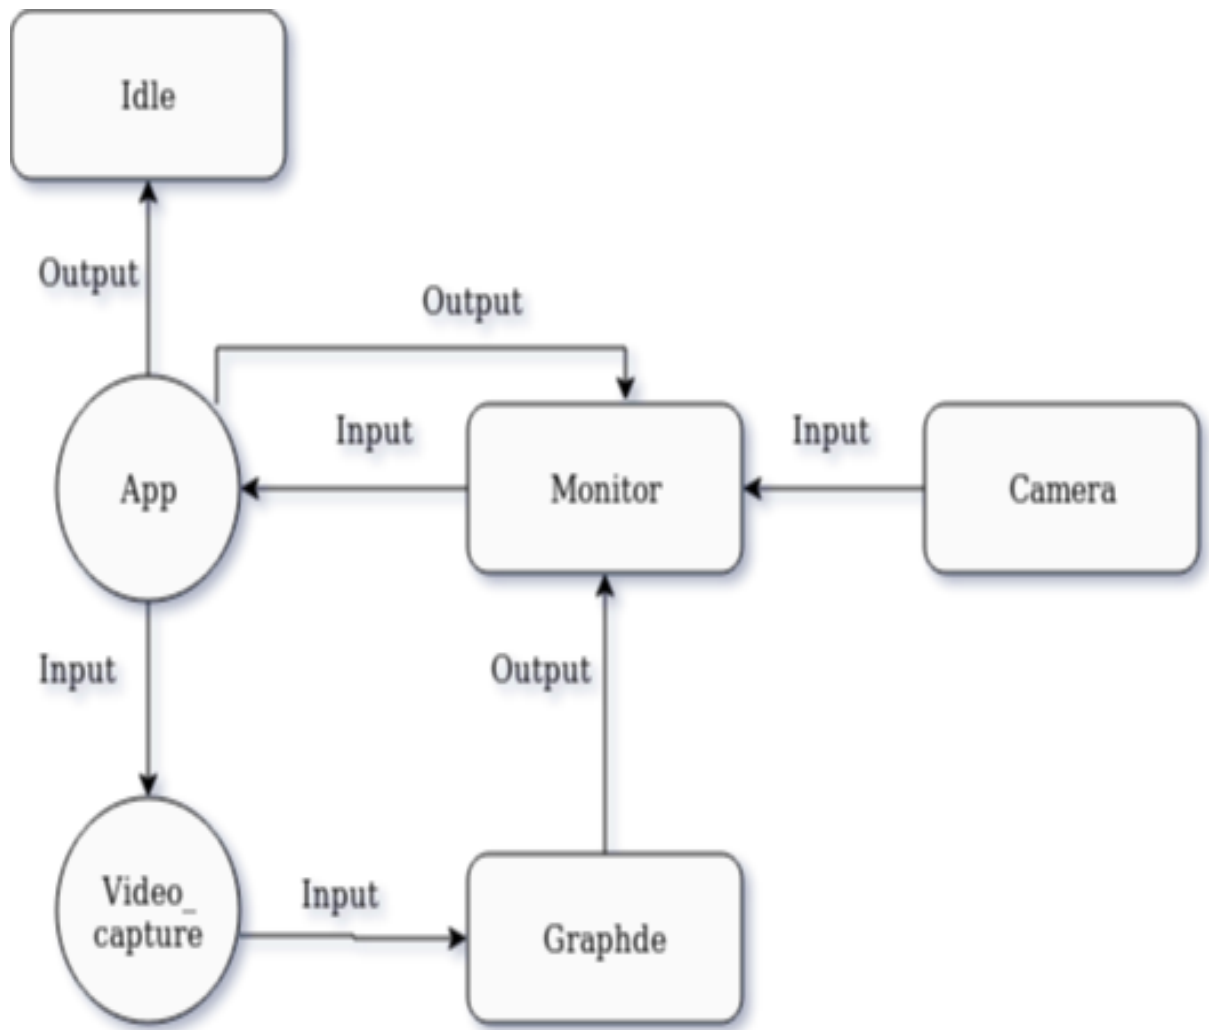 Idle
Output
Output
Input
Input
App
Monitor
Camera
Input
Output
Video_
capture
Input
Graphde